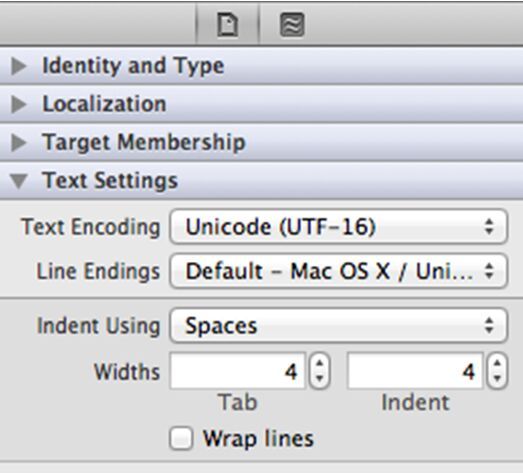 Identity and Type
Localization
Target Membership
Text Settings
Text Encoding Unicode (UTF-16)
Line Endings Default - Mac OS X / Uni...
Indent Using Spaces
Widths 4 4
Tab Indent
Wrap lines